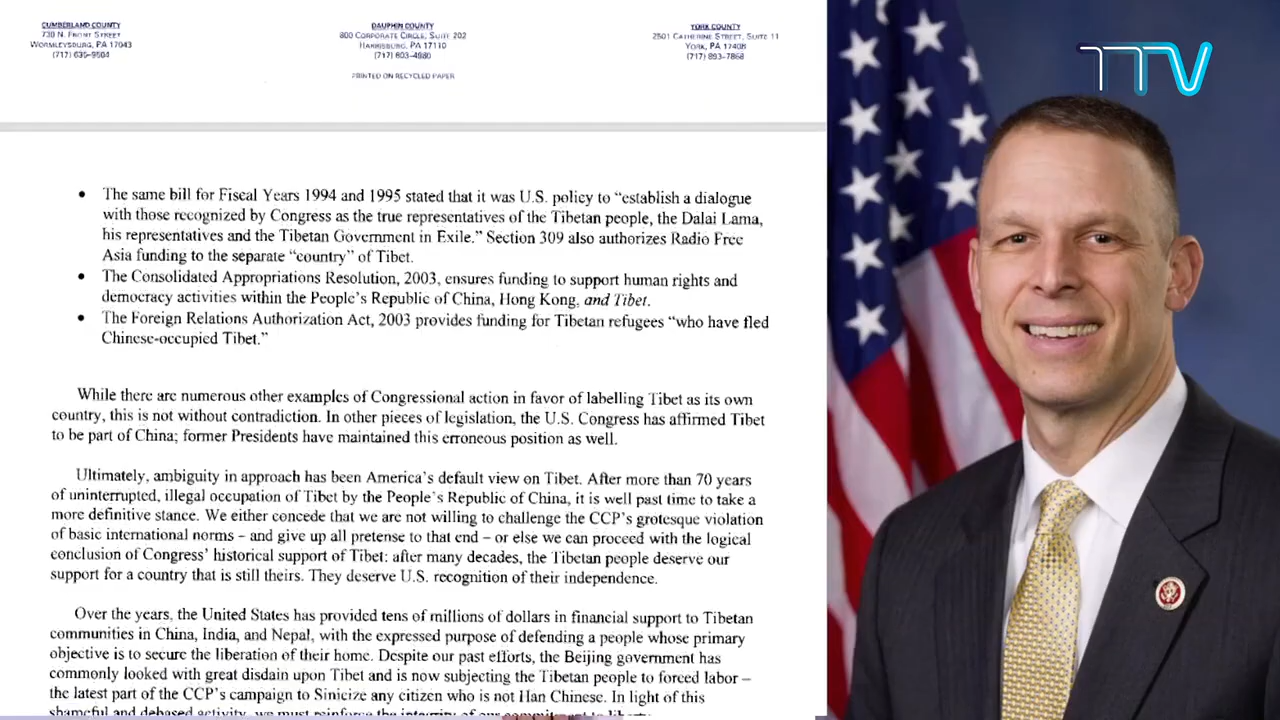 CUMBERLAND COUNTY
730 N. FRONT STREET
WORMLEYSBURG, PA 17043
(717) 635-9504
DAUPHIN COUNTY
800 CORPORATE CIRCLE, SUITE 202
HARRISBURG, PA 17110
(717) 603-4980
PRINTED ON RECYCLED PAPER
YORK COUNTY
2501 CATHERINE STREET, SUITE 11
YORK, PA 17408
(717) 893-7868
TTV
• The same bill for Fiscal Years 1994 and 1995 stated that it was U.S. policy to “establish a dialogue
with those recognized by Congress as the true representatives of the Tibetan people, the Dalai Lama,
his representatives and the Tibetan Government in Exile.” Section 309 also authorizes Radio Free
Asia funding to the separate “country” of Tibet.
• The Consolidated Appropriations Resolution, 2003, ensures funding to support human rights and
democracy activities within the People’s Republic of China, Hong Kong, and Tibet.
• The Foreign Relations Authorization Act, 2003 provides funding for Tibetan refugees “who have fled
Chinese-occupied Tibet.”
While there are numerous other examples of Congressional action in favor of labelling Tibet as its own
country, this is not without contradiction. In other pieces of legislation, the U.S. Congress has affirmed Tibet
to be part of China; former Presidents have maintained this erroneous position as well.
Ultimately, ambiguity in approach has been America’s default view on Tibet. After more than 70 years
of uninterrupted, illegal occupation of Tibet by the People’s Republic of China, it is well past time to take a
more definitive stance. We either concede that we are not willing to challenge the CCP’s grotesque violation
of basic international norms – and give up all pretense to that end – or else we can proceed with the logical
conclusion of Congress’ historical support of Tibet: after many decades, the Tibetan people deserve our
support for a country that is still theirs. They deserve U.S. recognition of their independence.
Over the years, the United States has provided tens of millions of dollars in financial support to Tibetan
communities in China, India, and Nepal, with the expressed purpose of defending a people whose primary
objective is to secure the liberation of their home. Despite our past efforts, the Beijing government has
commonly looked with great disdain upon Tibet and is now subjecting the Tibetan people to forced labor –
the latest part of the CCP’s campaign to Sinicize any citizen who is not Han Chinese. In light of this
shameful and debased activity, we must reinforce the integrity of our commitment to liberty